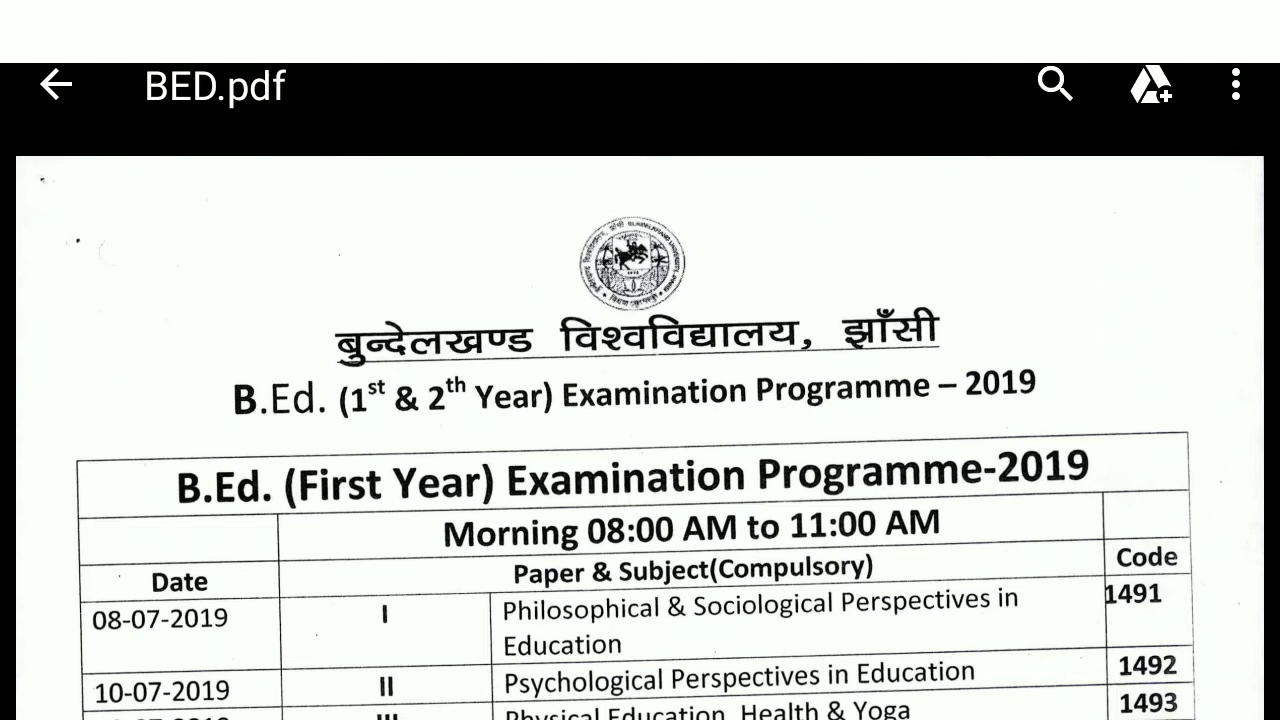 BED.pdf
बुन्देलखण्ड विश्वविद्यालय, झाँसी
B.Ed. (1st & 2th Year) Examination Programme – 2019
B.Ed. (First Year) Examination Programme-2019
Morning 08:00 AM to 11:00 AM
Date Paper & Subject(Compulsory) Code
08-07-2019 I Philosophical & Sociological Perspectives in 1491
Education
10-07-2019 II Psychological Perspectives in Education 1492
III Physical Education, Health & Yoga 1493